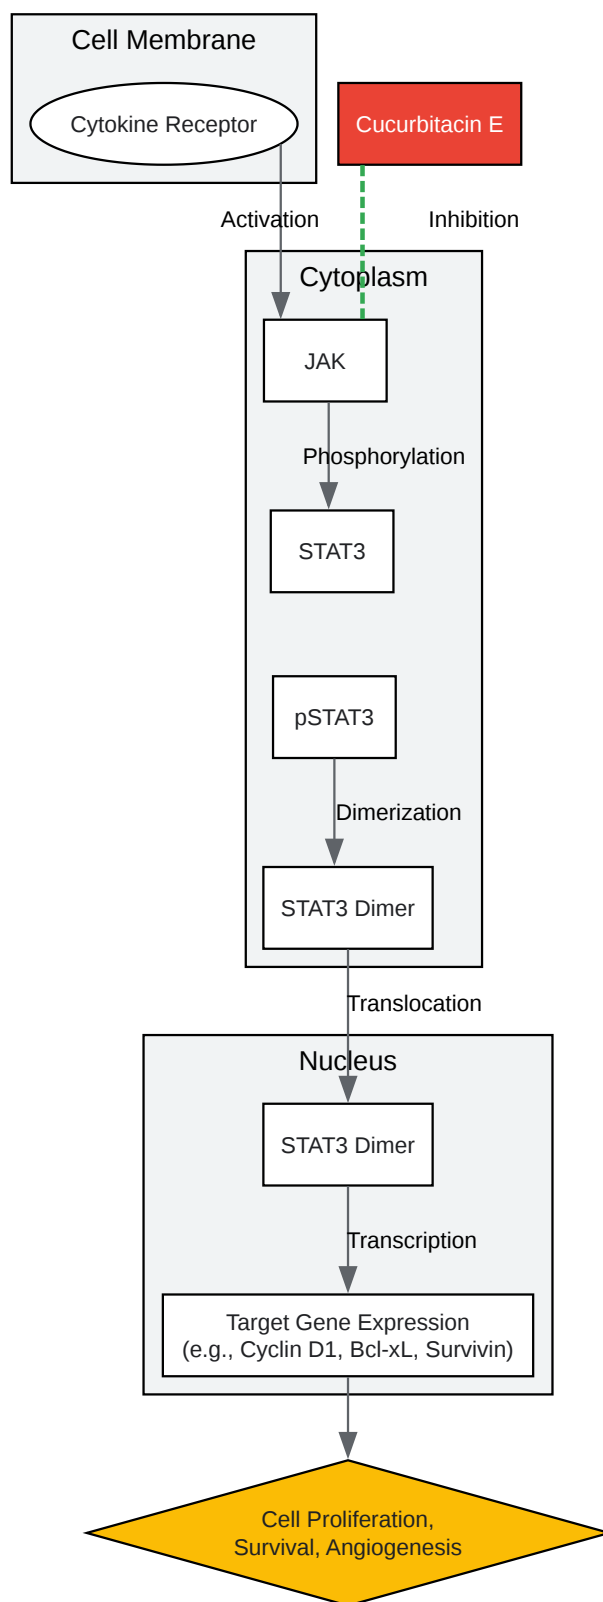 Cell Membrane
Cytokine Receptor
Cucurbitacin E
Activation
Inhibition
Cytoplasm
JAK
Phosphorylation
STAT3
pSTAT3
Dimerization
STAT3 Dimer
Translocation
Nucleus
STAT3 Dimer
Transcription
Target Gene Expression
(e.g., Cyclin D1, Bcl-xL, Survivin)
Cell Proliferation,
Survival, Angiogenesis